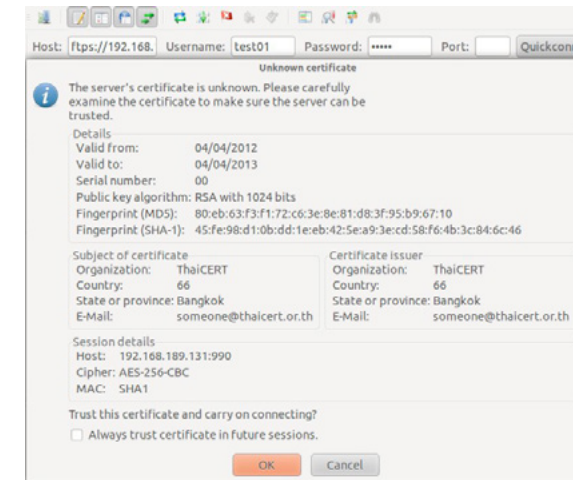 Host: ftps://192.168. Username: test01 Password: ••••• Port: Quickconn
Unknown certificate
The server's certificate is unknown. Please carefully
examine the certificate to make sure the server can be
trusted.
Details
Valid from: 04/04/2012
Valid to: 04/04/2013
Serial number: 00
Public key algorithm: RSA with 1024 bits
Fingerprint (MD5): 80:eb:63:f3:f1:72:c6:3e:8e:81:d8:3f:95:b9:67:10
Fingerprint (SHA-1): 45:fe:98:d1:0b:dd:1e:eb:42:5e:a9:3e:cd:58:f6:4b:3c:84:6c:46
Subject of certificate Certificate issuer
Organization: ThaiCERT Organization: ThaiCERT
Country: 66 Country: 66
State or province: Bangkok State or province: Bangkok
E-Mail: someone@thaicert.or.th E-Mail: someone@thaicert.or.th
Session details
Host: 192.168.189.131:990
Cipher: AES-256-CBC
MAC: SHA1
Trust this certificate and carry on connecting?
Always trust certificate in future sessions.
OK Cancel